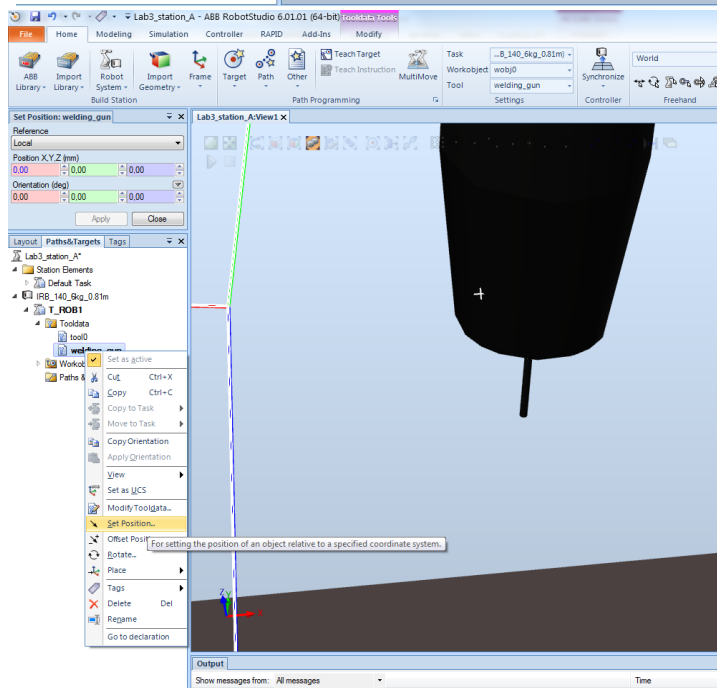 Lab3_station_A - ABB RobotStudio 6.01.01 (64-bit)
Tooldata Tools
File Home Modeling Simulation Controller RAPID Add-Ins Modify
ABB Library
Import Library
Robot System
Import Geometry
Frame
Target
Path
Other
Teach Target
Teach Instruction
MultiMove
Task ...B_140_6kg_0.81m)
Workobject wobj0
Tool welding_gun
Synchronize
World
Build Station Path Programming Settings Controller Freehand
Set Position: welding_gun
Reference
Local
Position X,Y,Z (mm)
0,00 0,00 0,00
Orientation (deg)
0,00 0,00 0,00
Apply Close
Lab3_station_A:View1
Layout Paths&Targets Tags
Lab3_station_A*
Station Elements
Default Task
IRB_140_6kg_0.81m
T_ROB1
Tooldata
tool0
welding_gun
Workob
Paths &
Set as active
Cut Ctrl+X
Copy Ctrl+C
Copy to Task
Move to Task
Copy Orientation
Apply Orientation
View
Set as UCS
Modify Tooldata...
Set Position...
Offset Posit
For setting the position of an object relative to a specified coordinate system.
Rotate...
Place
Tags
Delete Del
Rename
Go to declaration
Z Y X
Output
Show messages from: All messages Time